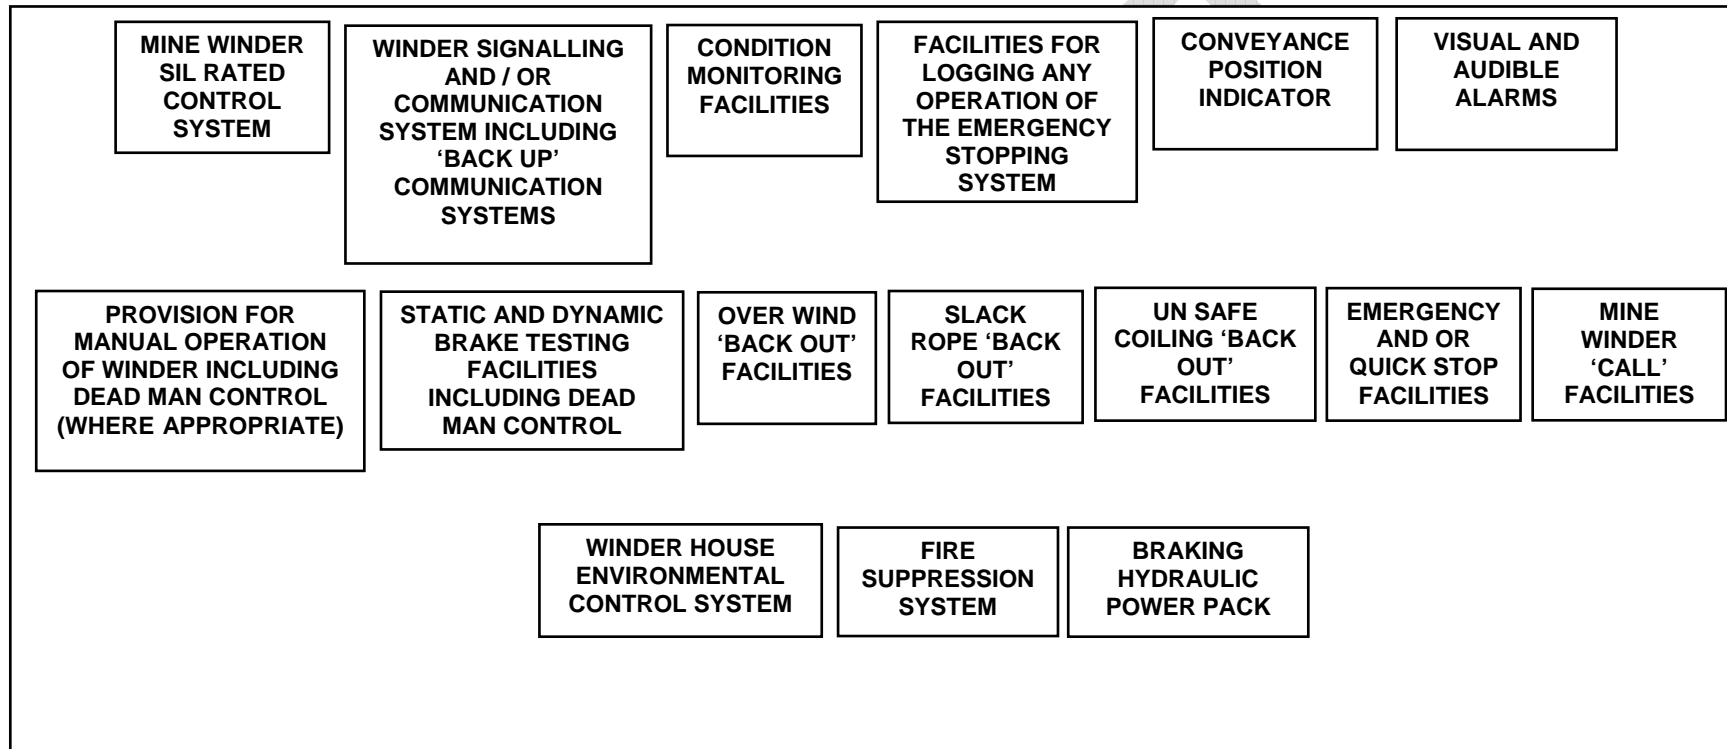 MINE WINDER
SIL RATED
CONTROL
SYSTEM
WINDER SIGNALLING
AND / OR
COMMUNICATION
SYSTEM INCLUDING
‘BACK UP’
COMMUNICATION
SYSTEMS
CONDITION
MONITORING
FACILITIES
FACILITIES FOR
LOGGING ANY
OPERATION OF
THE EMERGENCY
STOPPING
SYSTEM
CONVEYANCE
POSITION
INDICATOR
VISUAL AND
AUDIBLE
ALARMS
PROVISION FOR
MANUAL OPERATION
OF WINDER INCLUDING
DEAD MAN CONTROL
(WHERE APPROPRIATE)
STATIC AND DYNAMIC
BRAKE TESTING
FACILITIES
INCLUDING DEAD
MAN CONTROL
OVER WIND
‘BACK OUT’
FACILITIES
SLACK
ROPE ‘BACK
OUT’
FACILITIES
UN SAFE
COILING ‘BACK
OUT’
FACILITIES
EMERGENCY
AND OR
QUICK STOP
FACILITIES
MINE
WINDER
‘CALL’
FACILITIES
WINDER HOUSE
ENVIRONMENTAL
CONTROL SYSTEM
FIRE
SUPPRESSION
SYSTEM
BRAKING
HYDRAULIC
POWER PACK